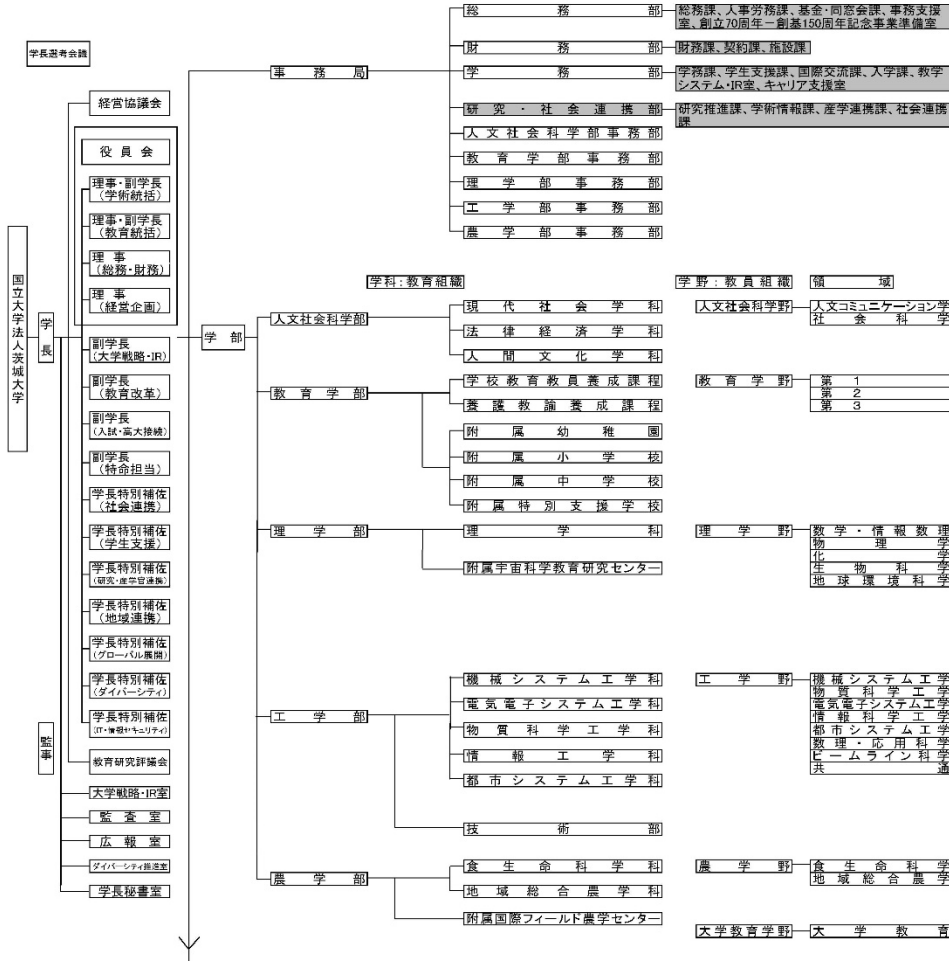 学長選考会議
国立大学法人茨城大学
学長
監事
経営協議会
役員会
理事・副学長
(学術統括)
理事・副学長
(教育統括)
理事
(総務・財務)
理事
(経営企画)
副学長
(大学戦略・IR)
副学長
(教育改革)
副学長
(入試・高大接続)
副学長
(特命担当)
学長特別補佐
(社会連携)
学長特別補佐
(学生支援)
学長特別補佐
(研究・産学官連携)
学長特別補佐
(地域連携)
学長特別補佐
(グローバル展開)
学長特別補佐
(ダイバーシティ)
学長特別補佐
(IT・情報セキュリティ)
教育研究評議会
大学戦略・IR室
監査室
広報室
ダイバーシティ推進室
学長秘書室
事務局
総務部
総務課、人事労務課、基金・同窓会課、事務支援
室、創立70周年－創基150周年記念事業準備室
財務部
財務課、契約課、施設課
学務部
学務課、学生支援課、国際交流課、入学課、教学
システム・IR室、キャリア支援室
研究・社会連携部
研究推進課、学術情報課、産学連携課、社会連携
課
人文社会科学部事務部
教育学部事務部
理学部事務部
工学部事務部
農学部事務部
学科：教育組織
学野：教員組織
領域
学部
人文社会科学部
現代社会学科
法律経済学科
人間文化学科
人文社会科学野
人文コミュニケーション学
社会科学
教育学部
学校教育教員養成課程
養護教諭養成課程
附属幼稚園
附属小学校
附属中学校
附属特別支援学校
教育学野
第1
第2
第3
理学部
理学科
附属宇宙科学教育研究センター
理学野
数学・情報数理
物理学
化学
生物科学
地球環境科学
工学部
機械システム工学科
電気電子システム工学科
物質科学工学科
情報工学科
都市システム工学科
技術部
工学野
機械システム工学
物質科学工学
電気電子システム工学
情報科学工学
都市システム工学
数理・応用科学
ビームライン科学
共通
農学部
食生命科学科
地域総合農学科
附属国際フィールド農学センター
農学野
食生命科学
地域総合農学
大学教育学野
大学教育